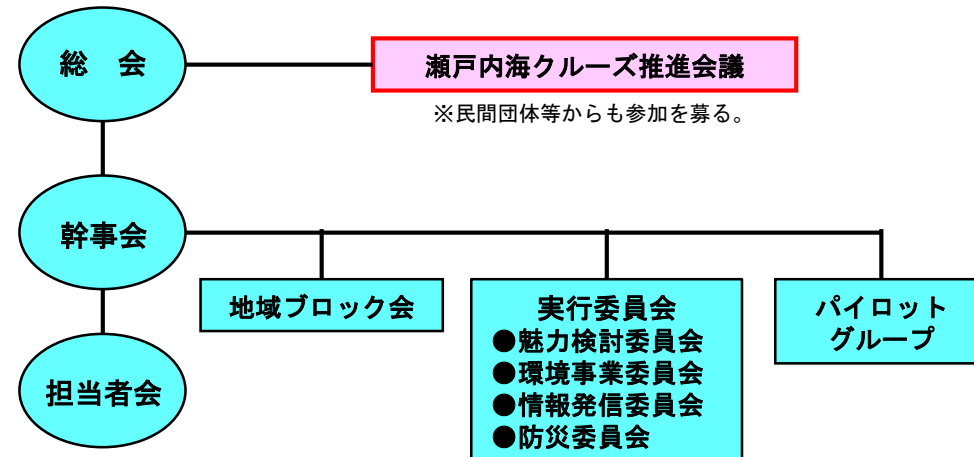 総　会
瀬戸内海クルーズ推進会議
※民間団体等からも参加を募る。
幹事会
地域ブロック会
実行委員会
●魅力検討委員会
●環境事業委員会
●情報発信委員会
●防災委員会
パイロット
グループ
担当者会